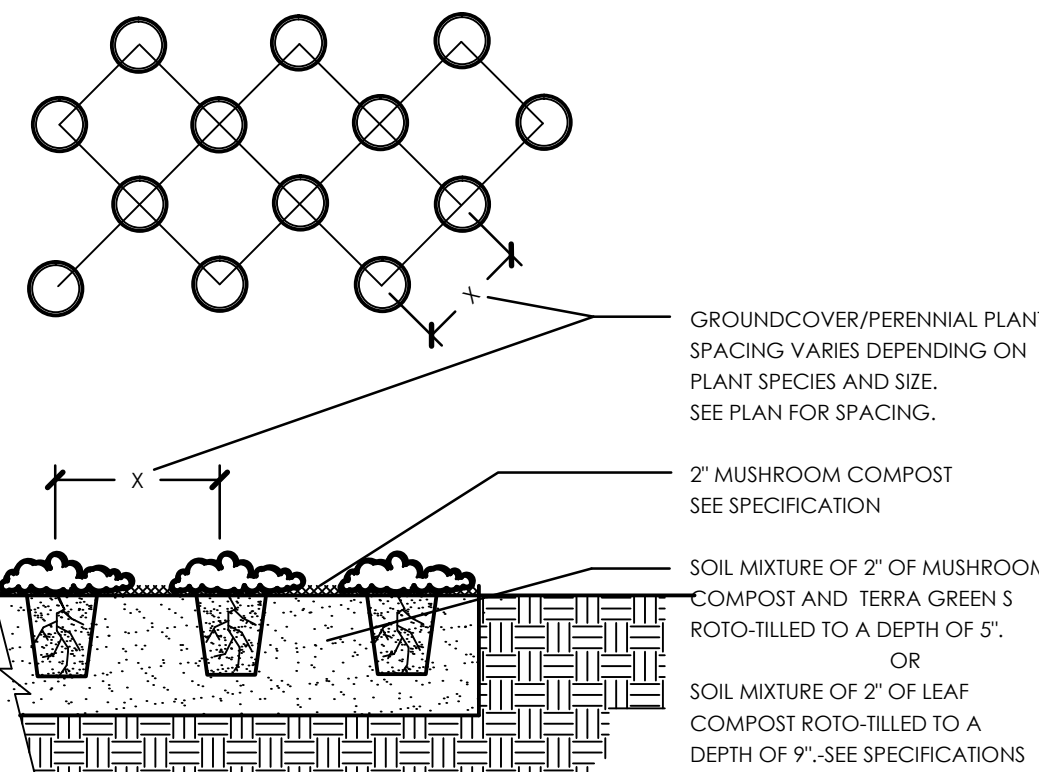 X
GROUNDCOVER/PERENNIAL PLANT
SPACING VARIES DEPENDING ON
PLANT SPECIES AND SIZE.
SEE PLAN FOR SPACING.
X
2" MUSHROOM COMPOST
SEE SPECIFICATION
SOIL MIXTURE OF 2" OF MUSHROOM
COMPOST AND TERRA GREEN S
ROTO-TILLED TO A DEPTH OF 5".
OR
SOIL MIXTURE OF 2" OF LEAF
COMPOST ROTO-TILLED TO A
DEPTH OF 9".-SEE SPECIFICATIONS